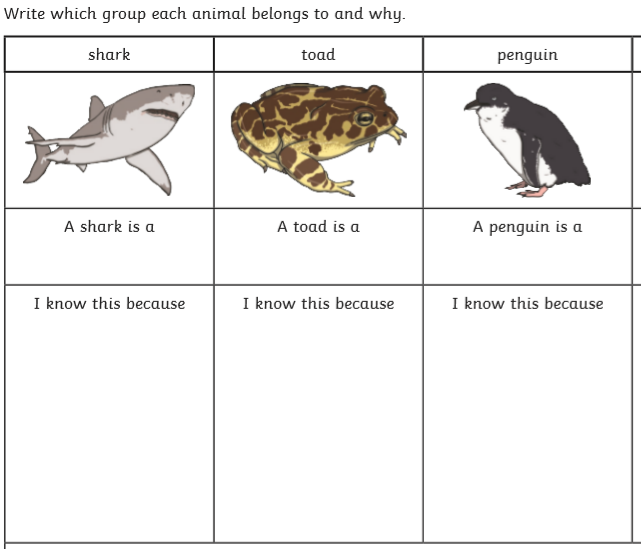 Write which group each animal belongs to and why.
shark
toad
penguin
A shark is a
A toad is a
A penguin is a
I know this because
I know this because
I know this because